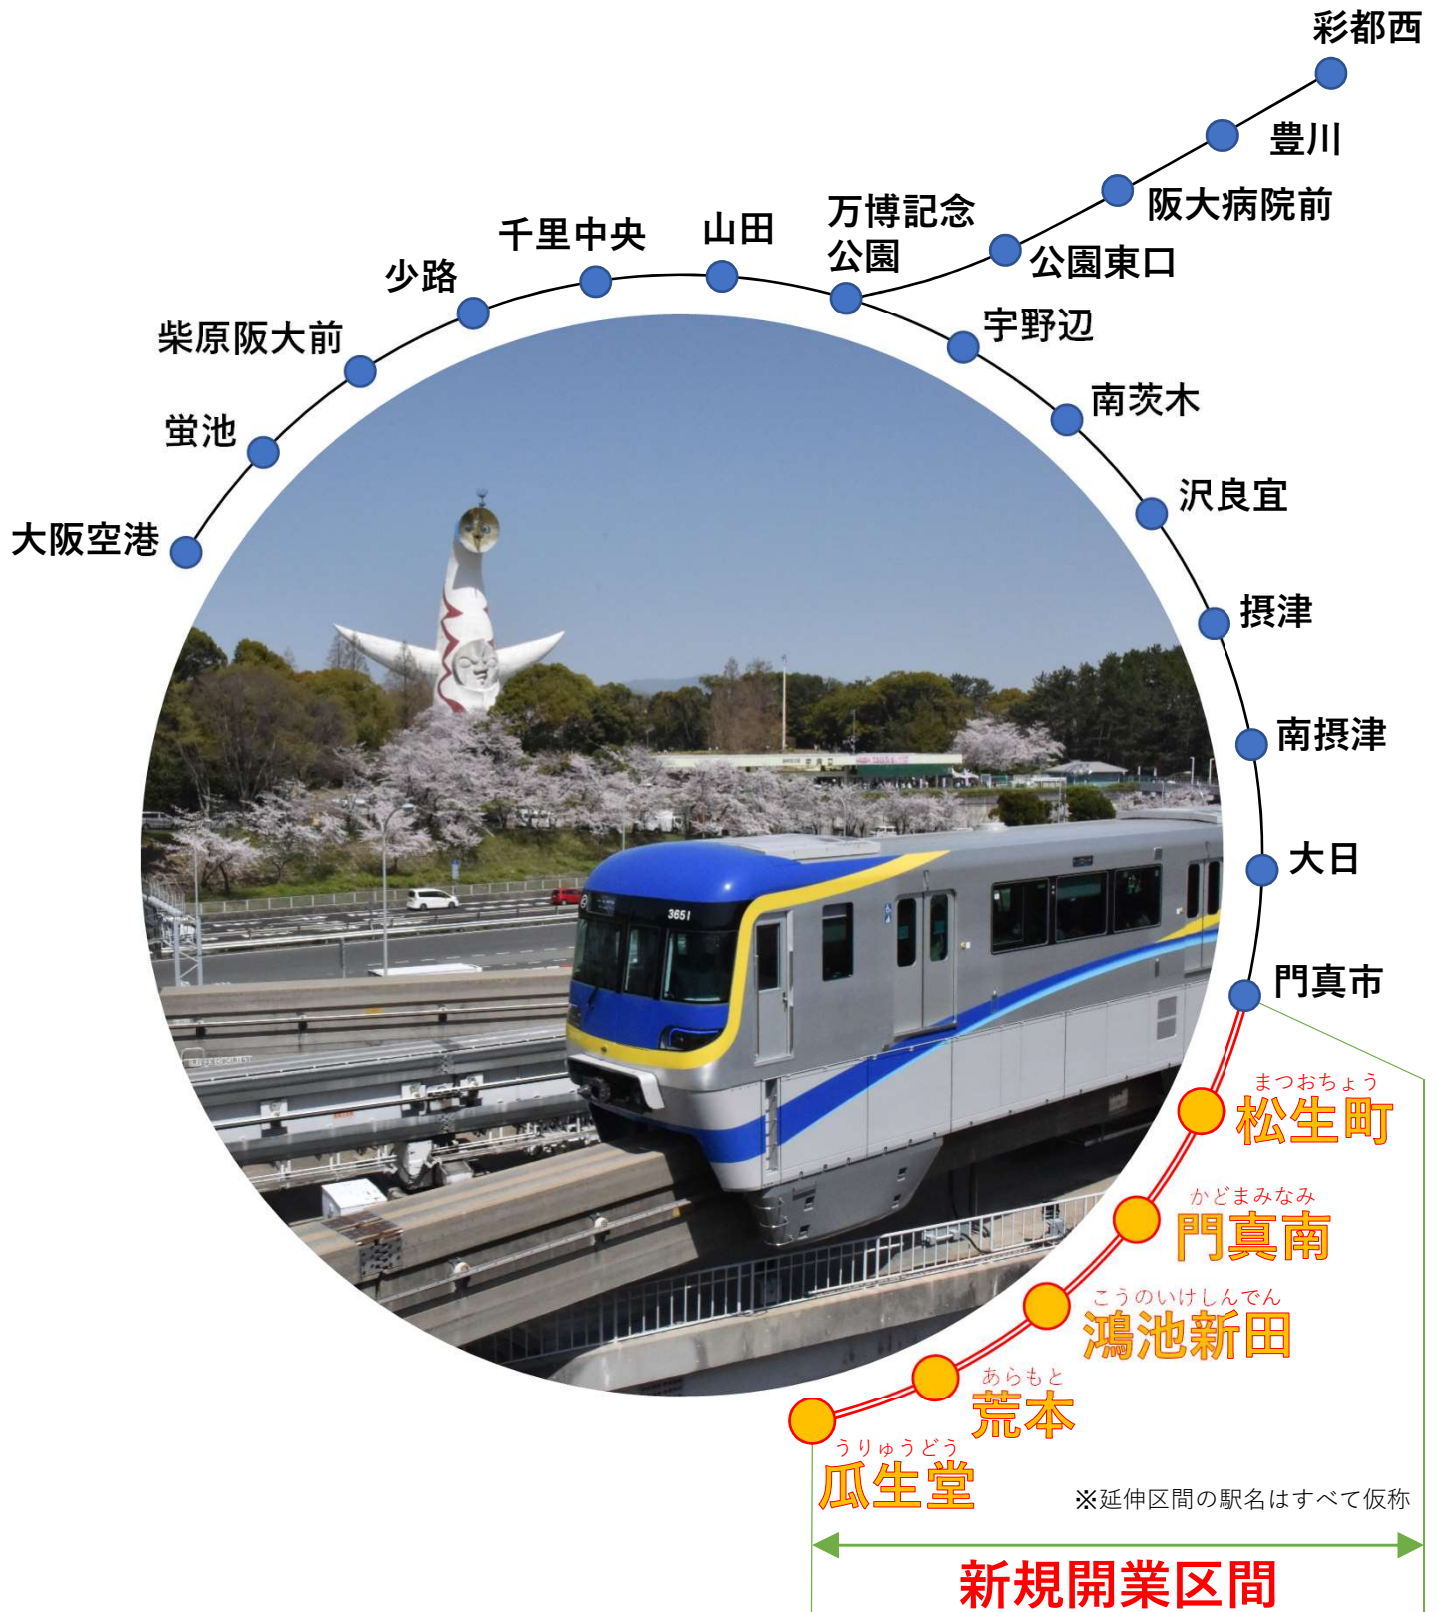 彩都西
豊川
阪大病院前
公園東口
万博記念
公園
山田
千里中央
少路
柴原阪大前
蛍池
大阪空港
宇野辺
南茨木
沢良宜
摂津
南摂津
大日
門真市
3651
まつおちょう
松生町
かどまみなみ
門真南
こうのいけしんでん
鴻池新田
あらもと
荒本
うりゅうどう
瓜生堂
※延伸区間の駅名はすべて仮称
新規開業区間